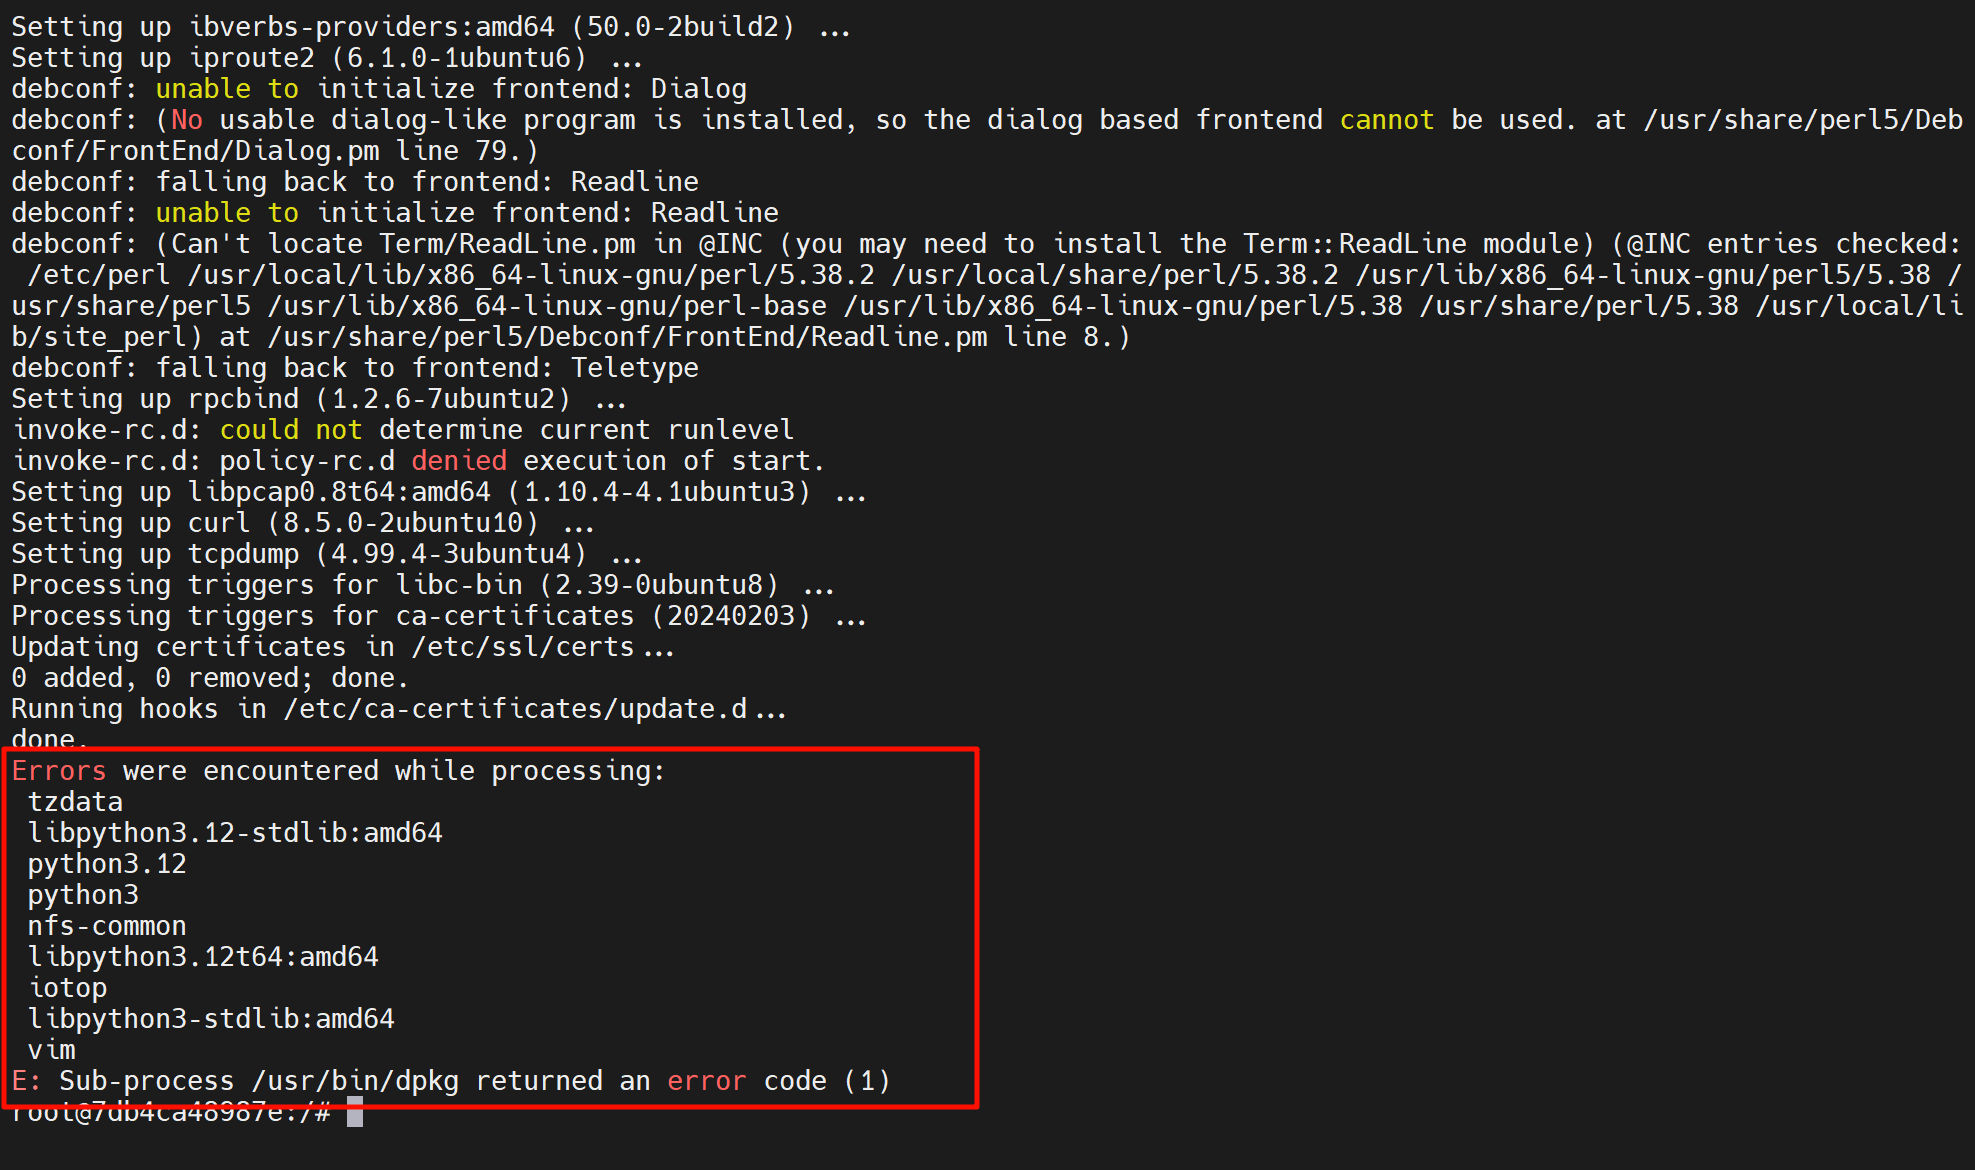 Setting up ibverbs-providers:amd64 (50.0-2build2) ...
Setting up iproute2 (6.1.0-1ubuntu6) ...
debconf: unable to initialize frontend: Dialog
debconf: (No usable dialog-like program is installed, so the dialog based frontend cannot be used. at /usr/share/perl5/Deb
conf/FrontEnd/Dialog.pm line 79.)
debconf: falling back to frontend: Readline
debconf: unable to initialize frontend: Readline
debconf: (Can't locate Term/ReadLine.pm in @INC (you may need to install the Term::ReadLine module) (@INC entries checked:
 /etc/perl /usr/local/lib/x86_64-linux-gnu/perl/5.38.2 /usr/local/share/perl/5.38.2 /usr/lib/x86_64-linux-gnu/perl5/5.38 /
usr/share/perl5 /usr/lib/x86_64-linux-gnu/perl-base /usr/lib/x86_64-linux-gnu/perl/5.38 /usr/share/perl/5.38 /usr/local/li
b/site_perl) at /usr/share/perl5/Debconf/FrontEnd/Readline.pm line 8.)
debconf: falling back to frontend: Teletype
Setting up rpcbind (1.2.6-7ubuntu2) ...
invoke-rc.d: could not determine current runlevel
invoke-rc.d: policy-rc.d denied execution of start.
Setting up libpcap0.8t64:amd64 (1.10.4-4.1ubuntu3) ...
Setting up curl (8.5.0-2ubuntu10) ...
Setting up tcpdump (4.99.4-3ubuntu4) ...
Processing triggers for libc-bin (2.39-0ubuntu8) ...
Processing triggers for ca-certificates (20240203) ...
Updating certificates in /etc/ssl/certs...
0 added, 0 removed; done.
Running hooks in /etc/ca-certificates/update.d...
done.
Errors were encountered while processing:
 tzdata
 libpython3.12-stdlib:amd64
 python3.12
 python3
 nfs-common
 libpython3.12t64:amd64
 iotop
 libpython3-stdlib:amd64
 vim
E: Sub-process /usr/bin/dpkg returned an error code (1)
root@7db4ca48987e:/#